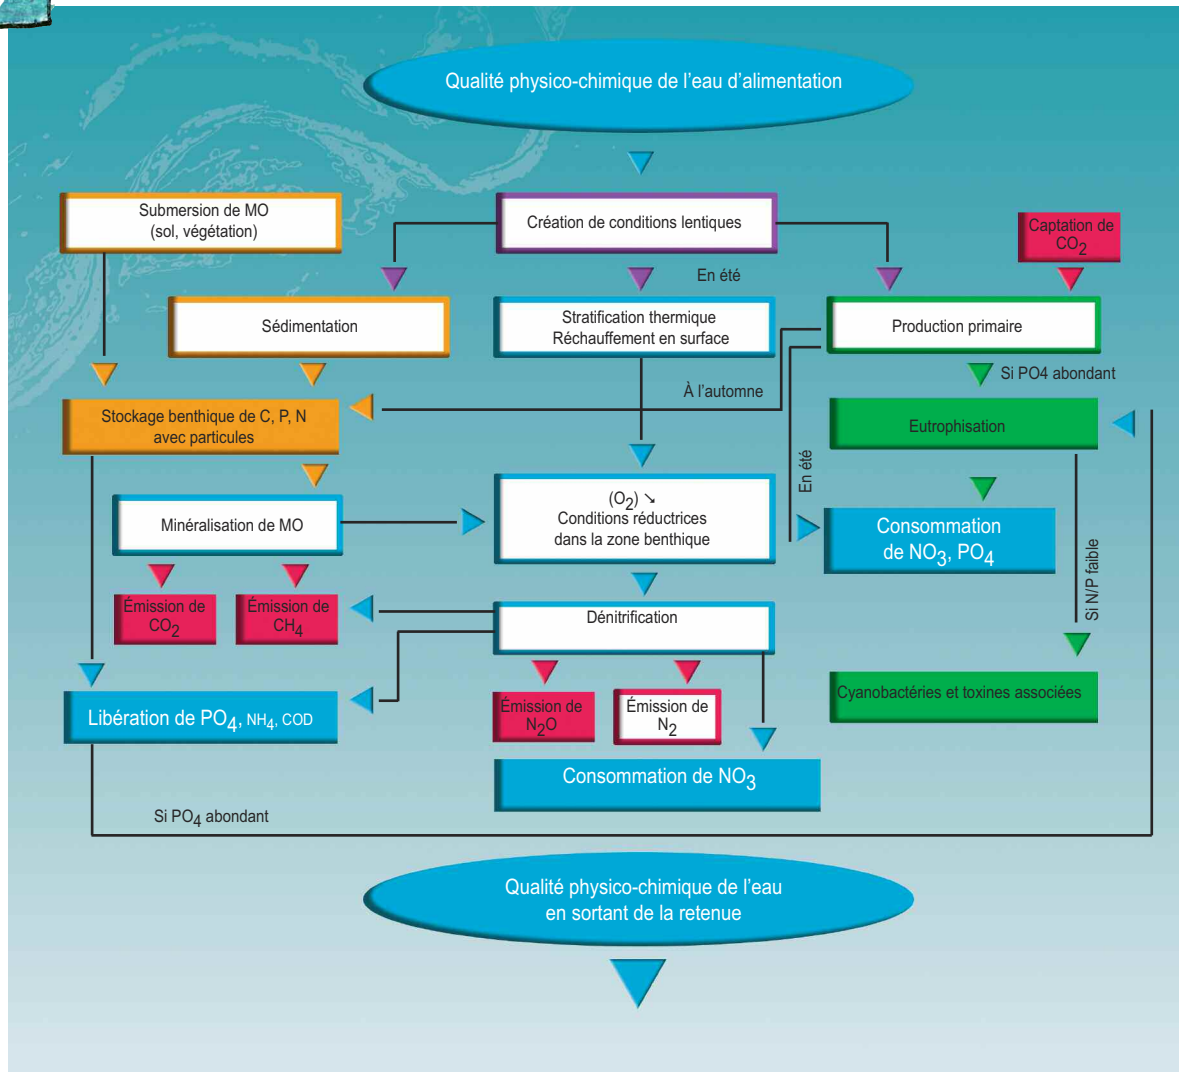 Qualité physico-chimique de l'eau d'alimentation
Submersion de MO
(sol, végétation)
Création de conditions lentiques
Captation de
CO2
En été
Sédimentation
Stratification thermique
Réchauffement en surface
Production primaire
Si PO4 abondant
À l'automne
Stockage benthique de C, P, N
avec particules
Eutrophisation
En été
(O2) ↘
Conditions réductrices
dans la zone benthique
Minéralisation de MO
Consommation
de NO3, PO4
Si N/P faible
Émission de
CO2
Émission de
CH4
Dénitrification
Cyanobactéries et toxines associées
Libération de PO4, NH4, COD
Émission de
N2O
Émission de
N2
Consommation de NO3
Si PO4 abondant
Qualité physico-chimique de l'eau
en sortant de la retenue